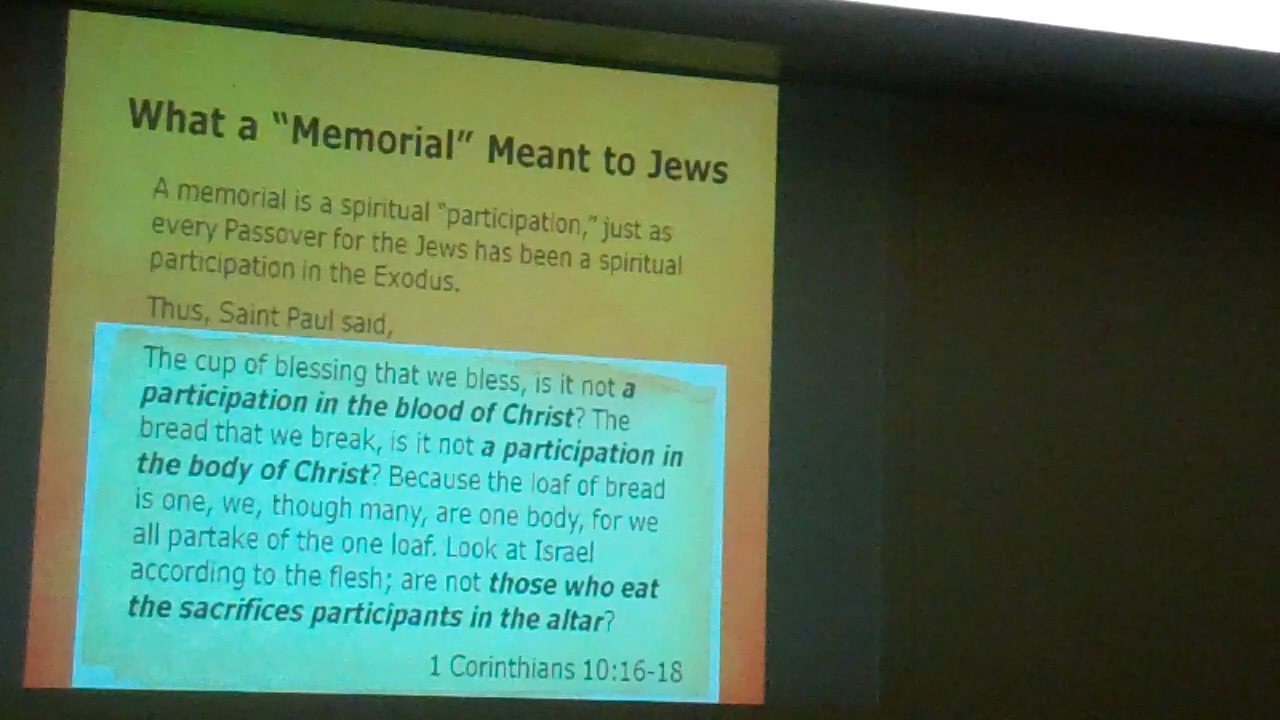 What a “Memorial” Meant to Jews
A memorial is a spiritual “participation,” just as
every Passover for the Jews has been a spiritual
participation in the Exodus.
Thus, Saint Paul said,
The cup of blessing that we bless, is it not a
participation in the blood of Christ? The
bread that we break, is it not a participation in
the body of Christ? Because the loaf of bread
is one, we, though many, are one body, for we
all partake of the one loaf. Look at Israel
according to the flesh; are not those who eat
the sacrifices participants in the altar?
1 Corinthians 10:16-18